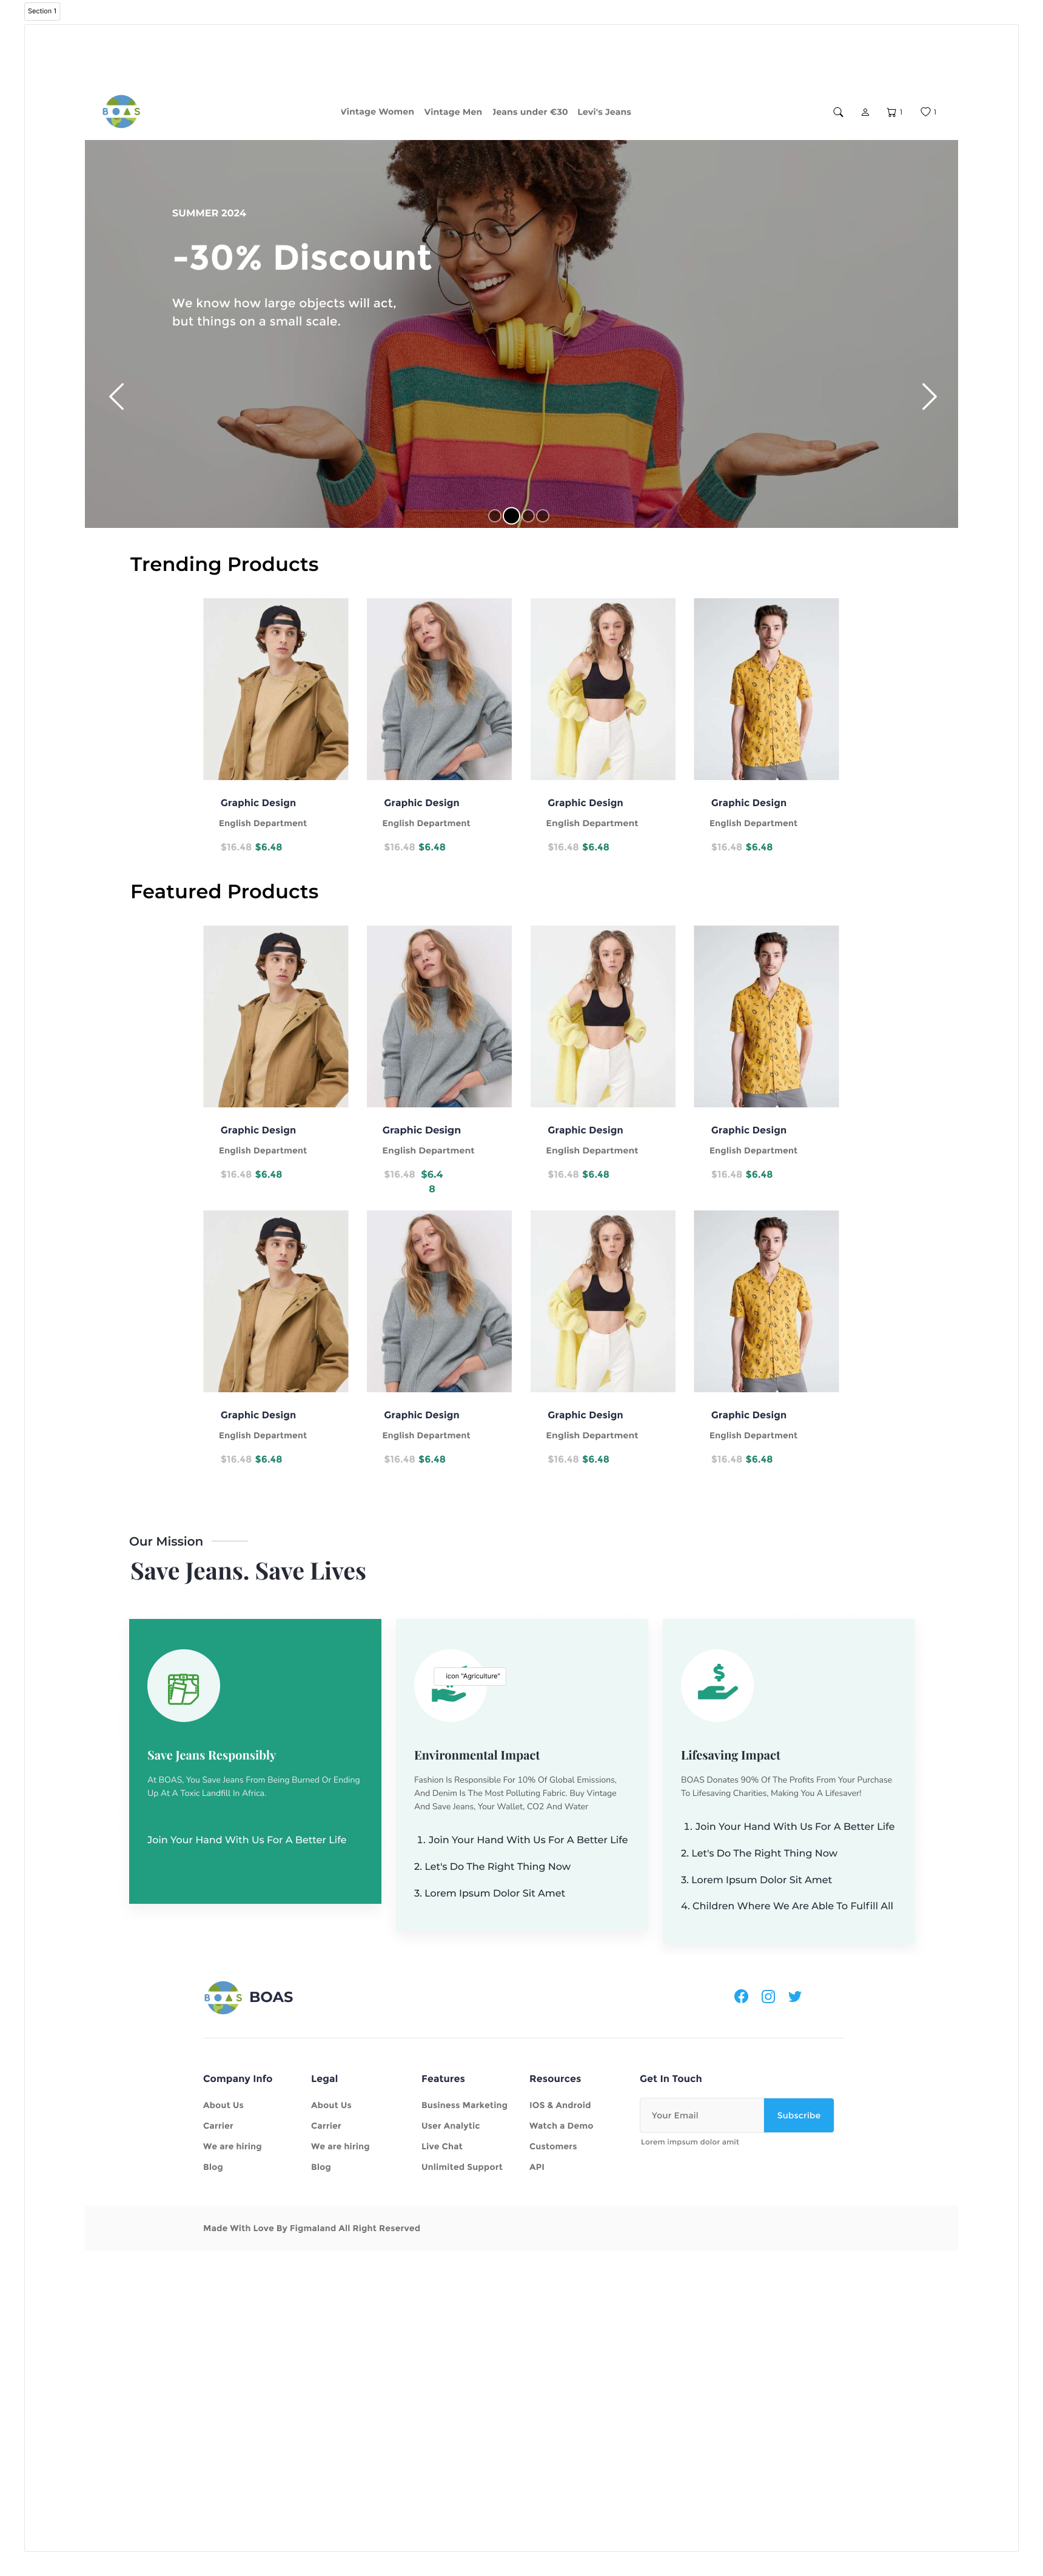 Section 1
BOAS
Vintage Women Vintage Men Jeans under €30 Levi's Jeans
1 1
SUMMER 2024
-30% Discount
We know how large objects will act,
but things on a small scale.
Trending Products
Graphic Design Graphic Design Graphic Design Graphic Design
English Department English Department English Department English Department
$16.48 $6.48 $16.48 $6.48 $16.48 $6.48 $16.48 $6.48
Featured Products
Graphic Design Graphic Design Graphic Design Graphic Design
English Department English Department English Department English Department
$16.48 $6.48 $16.48 $6.4 $16.48 $6.48 $16.48 $6.48
8
Graphic Design Graphic Design Graphic Design Graphic Design
English Department English Department English Department English Department
$16.48 $6.48 $16.48 $6.48 $16.48 $6.48 $16.48 $6.48
Our Mission
Save Jeans. Save Lives
Save Jeans Responsibly
At BOAS, You Save Jeans From Being Burned Or Ending
Up At A Toxic Landfill In Africa.
Join Your Hand With Us For A Better Life
icon "Agriculture"
Environmental Impact
Fashion Is Responsible For 10% Of Global Emissions,
And Denim Is The Most Polluting Fabric. Buy Vintage
And Save Jeans, Your Wallet, CO2 And Water
1. Join Your Hand With Us For A Better Life
2. Let's Do The Right Thing Now
3. Lorem Ipsum Dolor Sit Amet
$
Lifesaving Impact
BOAS Donates 90% Of The Profits From Your Purchase
To Lifesaving Charities, Making You A Lifesaver!
1. Join Your Hand With Us For A Better Life
2. Let's Do The Right Thing Now
3. Lorem Ipsum Dolor Sit Amet
4. Children Where We Are Able To Fulfill All
BOAS BOAS
Company Info
About Us
Carrier
We are hiring
Blog
Legal
About Us
Carrier
We are hiring
Blog
Features
Business Marketing
User Analytic
Live Chat
Unlimited Support
Resources
IOS & Android
Watch a Demo
Customers
API
Get In Touch
Your Email Subscribe
Lorem impsum dolor amit
Made With Love By Figmaland All Right Reserved